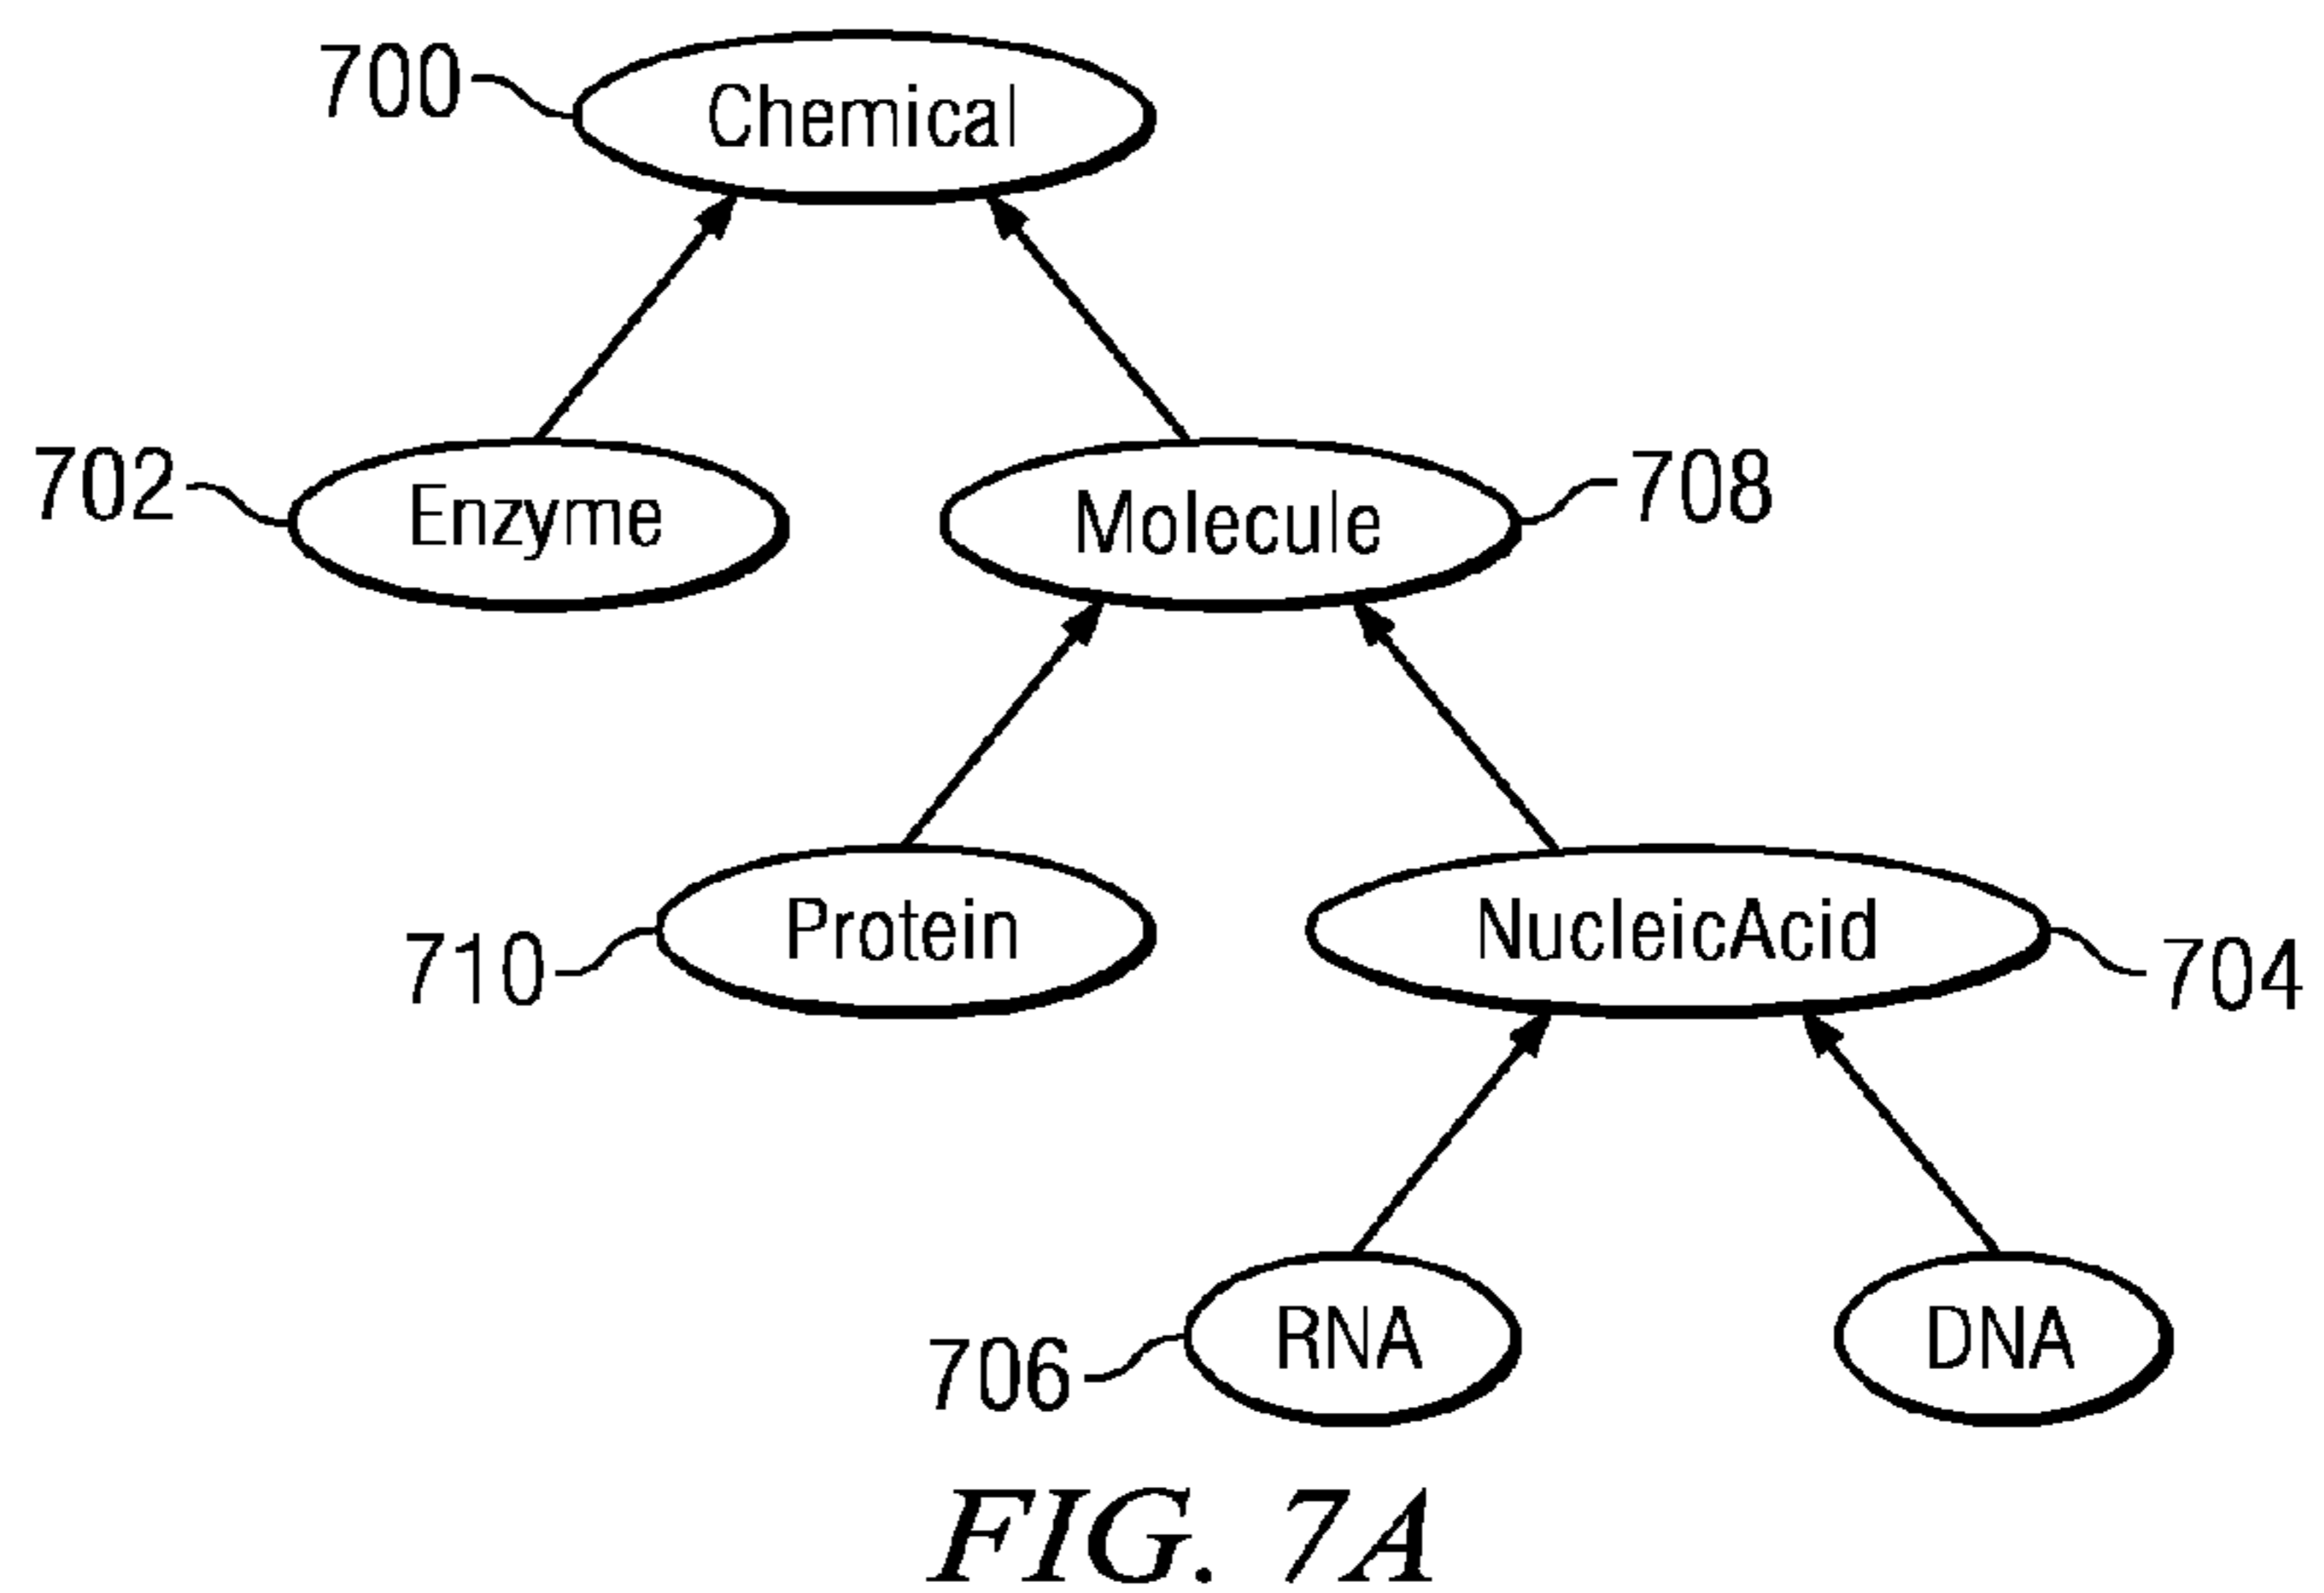 700
Chemical
702
Enzyme
Molecule
708
710
Protein
NucleicAcid
704
706
RNA
DNA
FIG. 7A